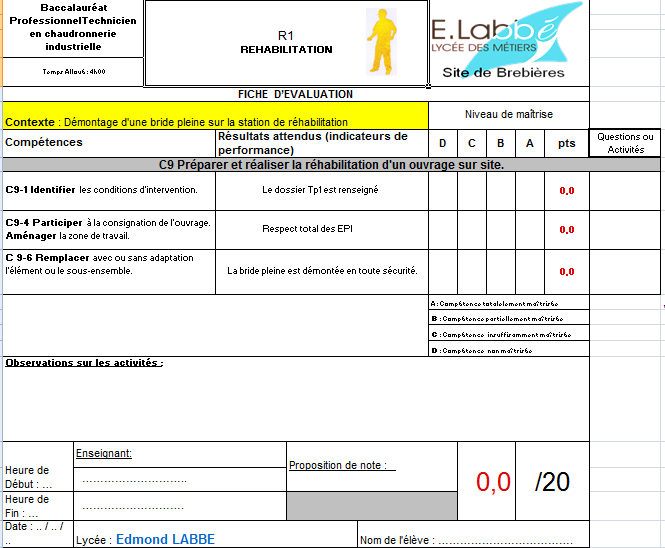 Baccalauréat
ProfessionnelTechnicien
en chaudronnerie
industrielle
Temps Alloué : 4h00
R1
REHABILITATION
E.Labbé
LYCÉE DES MÉTIERS
Site de Brebières
FICHE D'EVALUATION
Contexte : Démontage d'une bride pleine sur la station de réhabilitation
Niveau de maîtrise
Compétences
Résultats attendus (indicateurs de
performance)
D C B A pts
Questions ou
Activités
C9 Préparer et réaliser la réhabilitation d'un ouvrage sur site.
C9-1 Identifier les conditions d'intervention.
Le dossier Tp1 est renseigné
0,0
C9-4 Participer à la consignation de l'ouvrage.
Aménager la zone de travail.
Respect total des EPI
0,0
C 9-6 Remplacer avec ou sans adaptation
l'élément ou le sous-ensemble.
La bride pleine est démontée en toute sécurité.
0,0
A : Compétence totalement maîtrisée
B : Compétence partiellement maîtrisée
C : Compétence insuffisamment maîtrisée
D : Compétence non maîtrisée
Observations sur les activités :
Heure de
Début : ...
Enseignant:
................................
Proposition de note :
0,0 /20
Heure de
Fin : ...
...............................
Date : .. / .. /
..
Lycée : Edmond LABBE
Nom de l'élève : ........................................